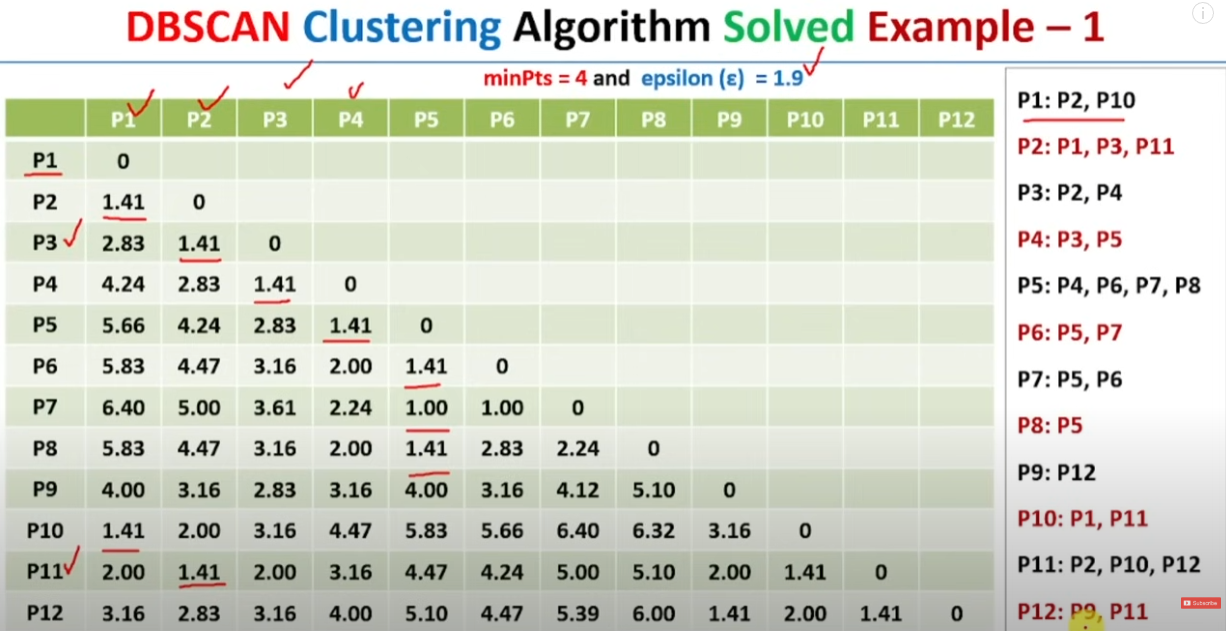 DBSCAN Clustering Algorithm Solved Example – 1
minPts = 4 and epsilon (ε) = 1.9
P1 P2 P3 P4 P5 P6 P7 P8 P9 P10 P11 P12
P1 0
P2 1.41 0
P3 2.83 1.41 0
P4 4.24 2.83 1.41 0
P5 5.66 4.24 2.83 1.41 0
P6 5.83 4.47 3.16 2.00 1.41 0
P7 6.40 5.00 3.61 2.24 1.00 1.00 0
P8 5.83 4.47 3.16 2.00 1.41 2.83 2.24 0
P9 4.00 3.16 2.83 3.16 4.00 3.16 4.12 5.10 0
P10 1.41 2.00 3.16 4.47 5.83 5.66 6.40 6.32 3.16 0
P11 2.00 1.41 2.00 3.16 4.47 4.24 5.00 5.10 2.00 1.41 0
P12 3.16 2.83 3.16 4.00 5.10 4.47 5.39 6.00 1.41 2.00 1.41 0
P1: P2, P10
P2: P1, P3, P11
P3: P2, P4
P4: P3, P5
P5: P4, P6, P7, P8
P6: P5, P7
P7: P5, P6
P8: P5
P9: P12
P10: P1, P11
P11: P2, P10, P12
P12: P9, P11
Subscribe